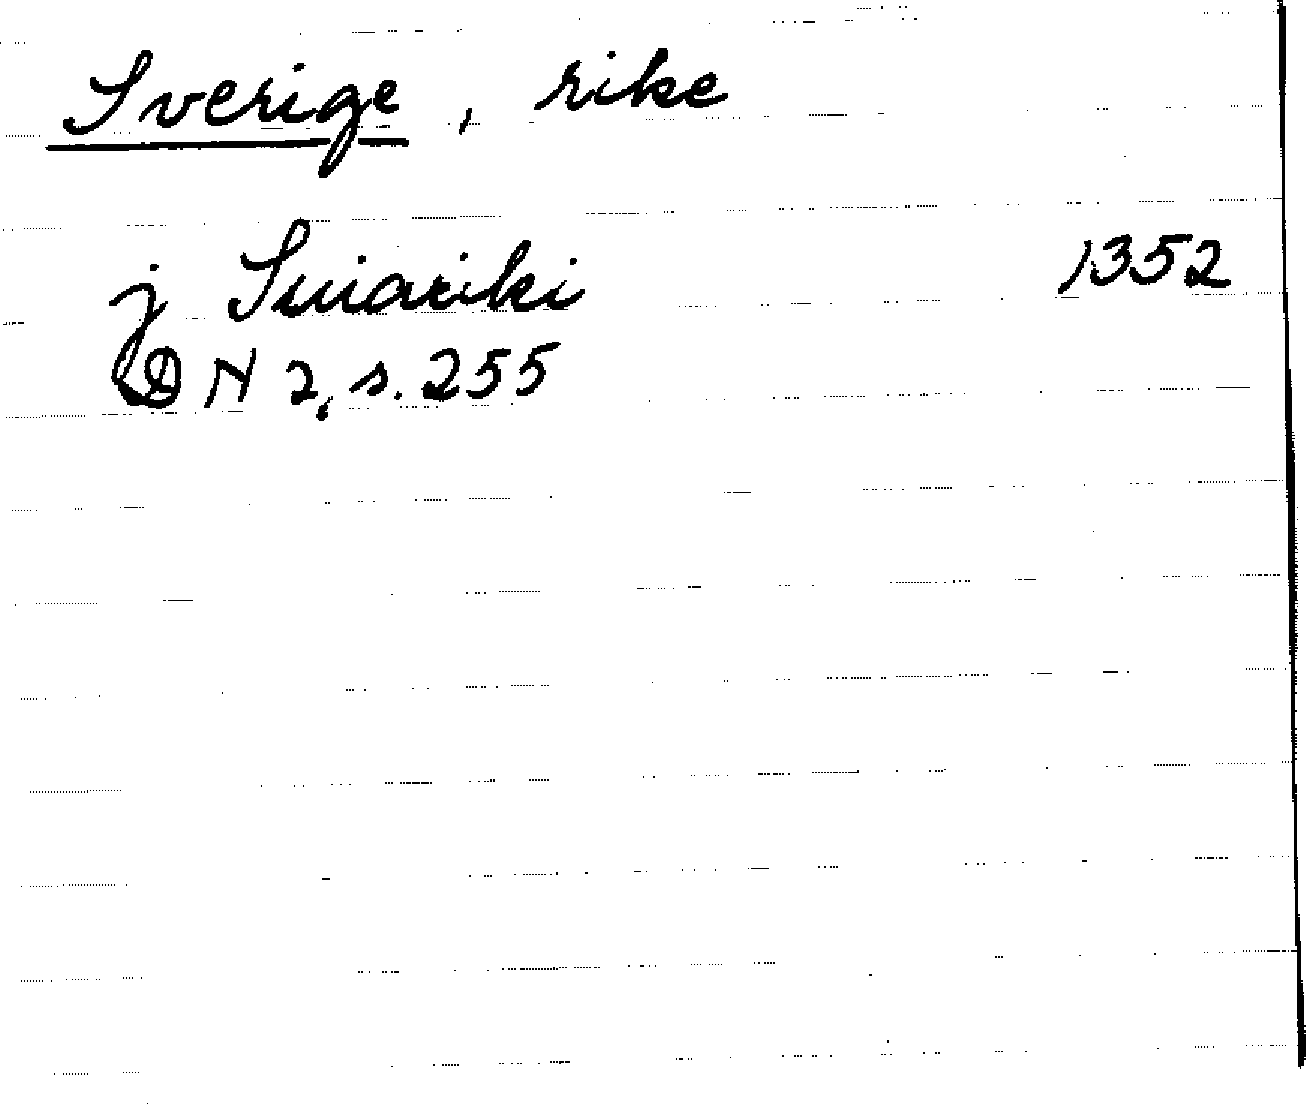 Sverige, rike
j Suiariki 1352
DN 2, s. 255